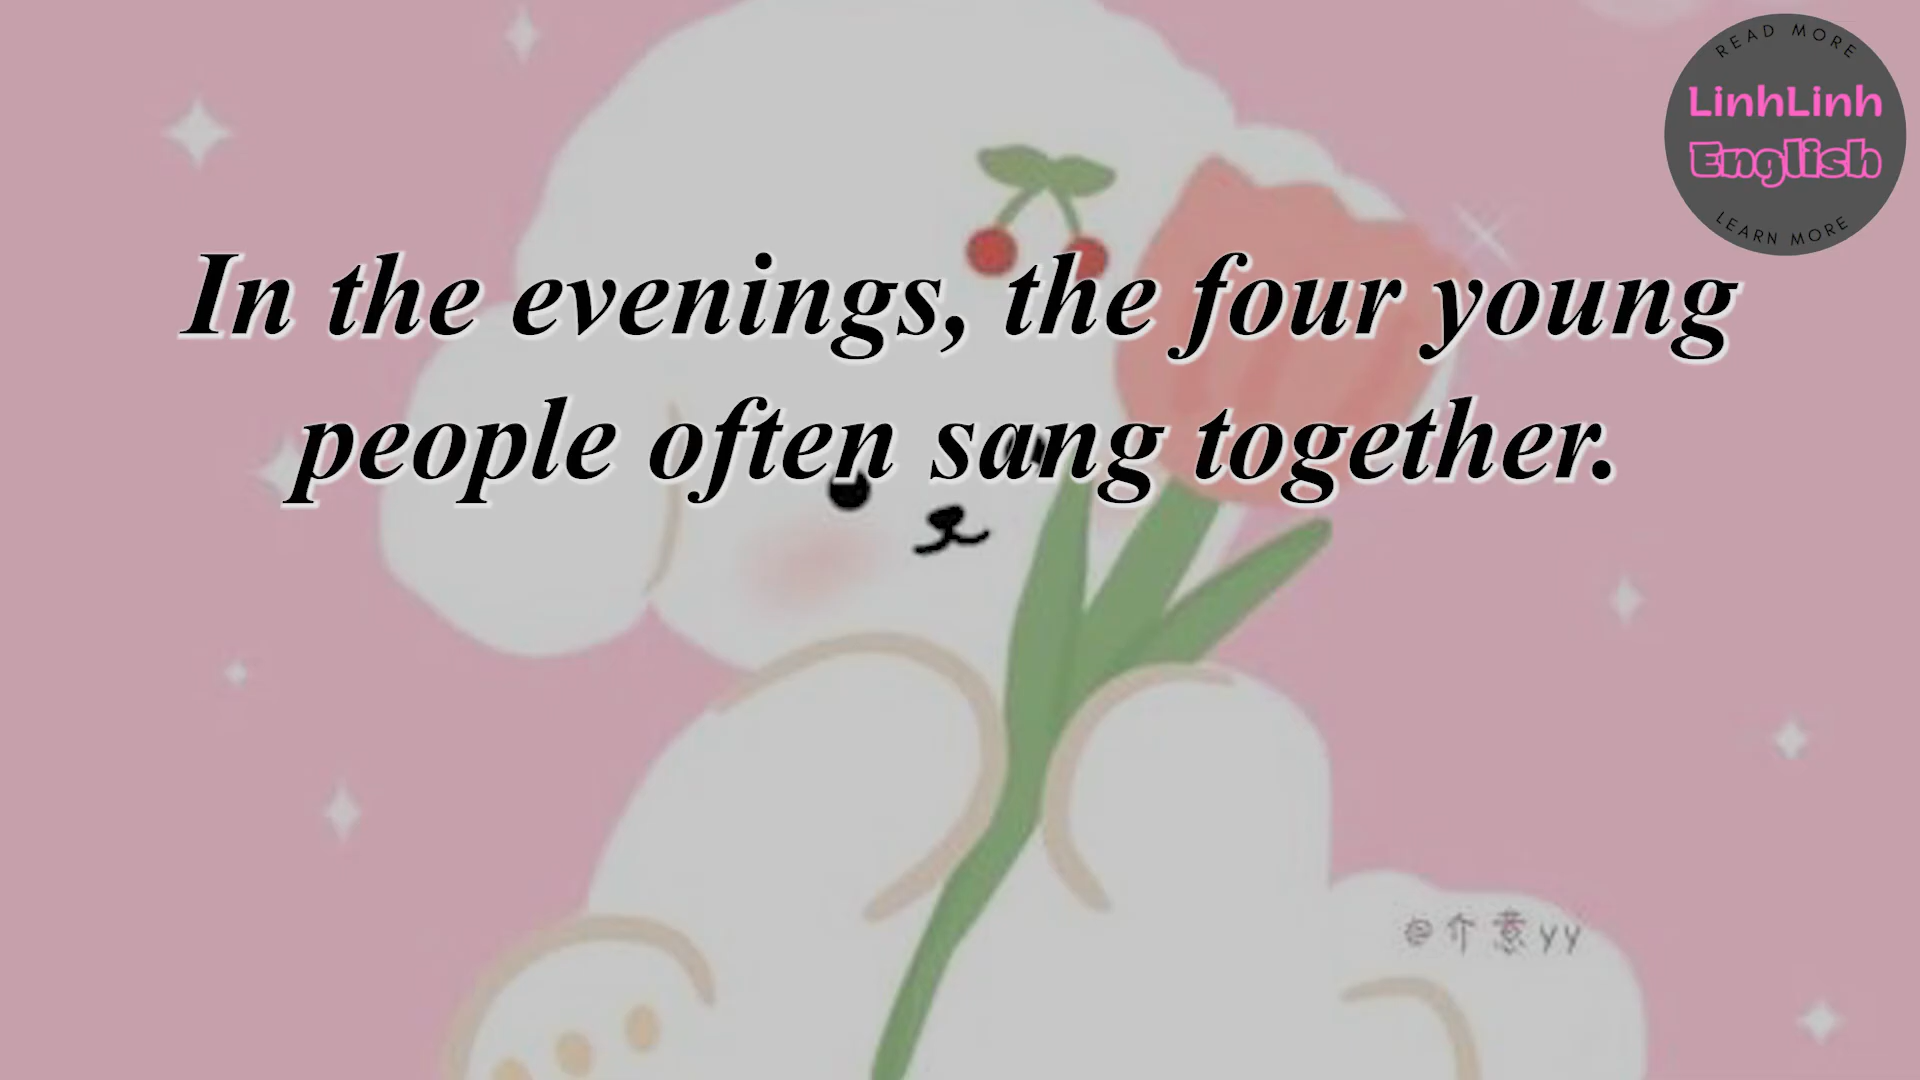 READ MORE
LinhLinh
English
LEARN MORE
In the evenings, the four young
people often sang together.
@介意yy